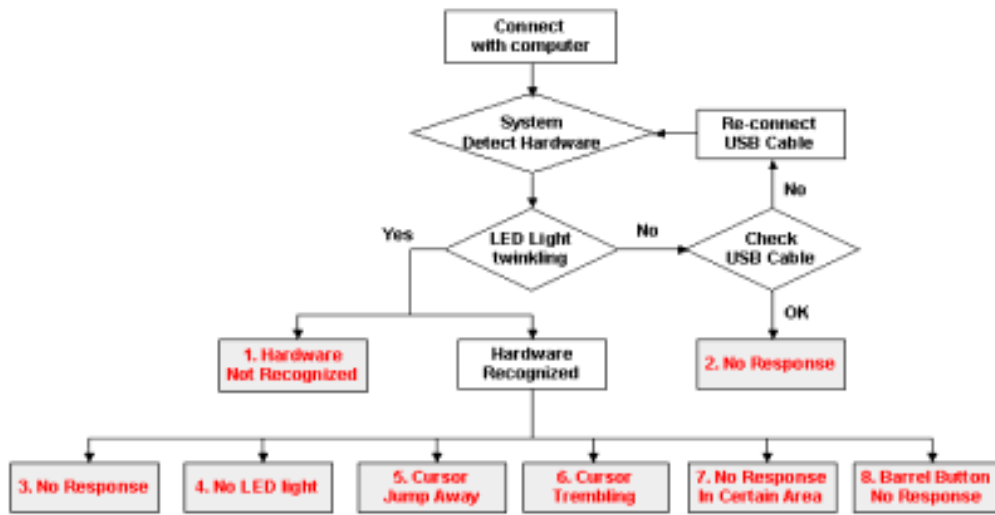 Connect
with computer
System
Detect Hardware
Re-connect
USB Cable
No
Yes
LED Light
twinkling
No
Check
USB Cable
OK
1. Hardware
Not Recognized
Hardware
Recognized
2. No Response
3. No Response
4. No LED light
5. Cursor
Jump Away
6. Cursor
Trembling
7. No Response
In Certain Area
8. Barrel Button
No Response